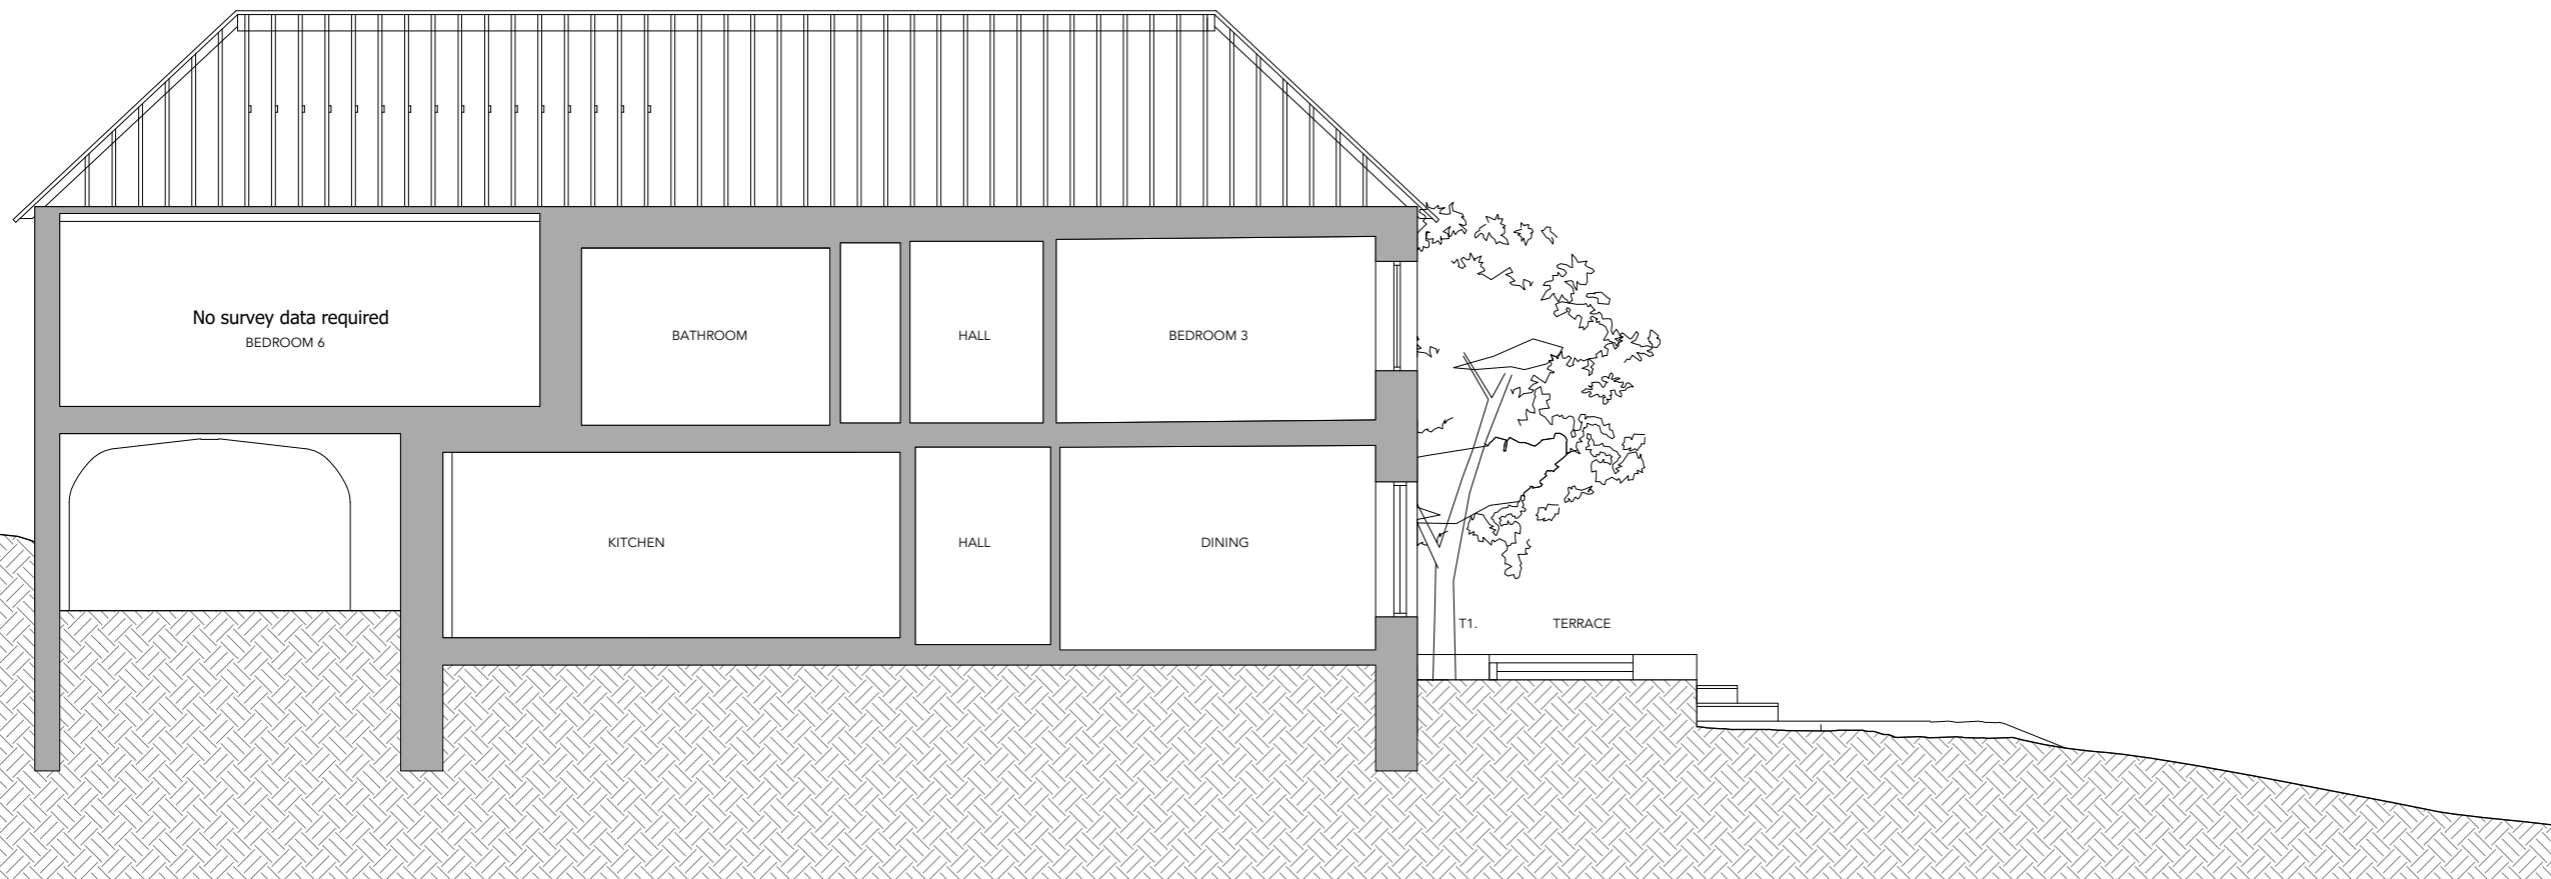 No survey data required
BEDROOM 6
BATHROOM
HALL
BEDROOM 3
KITCHEN
HALL
DINING
T1.
TERRACE